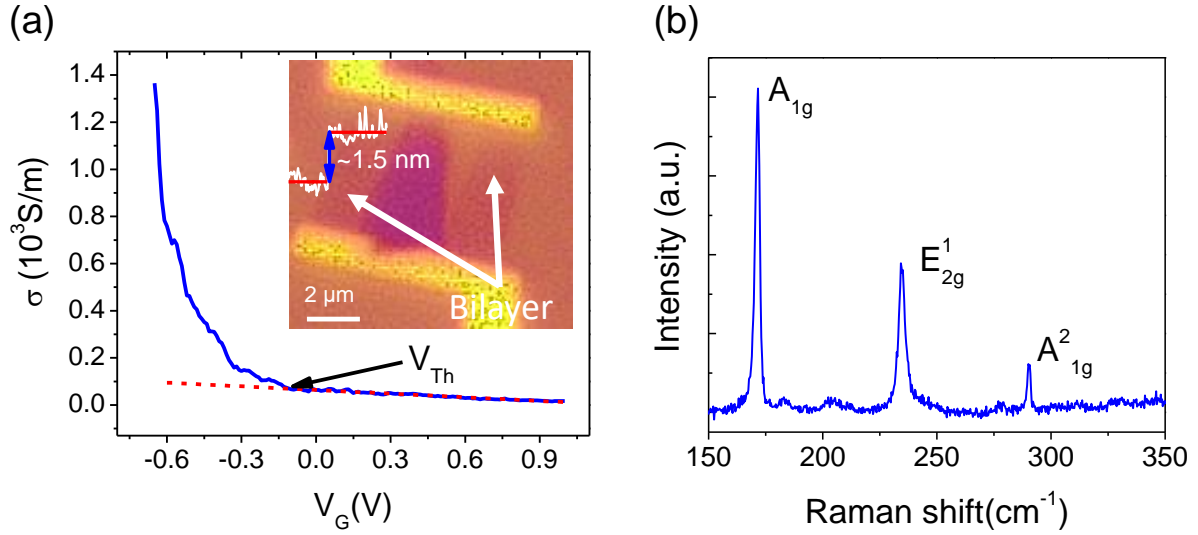 (a)
1.4
1.2
1.0
0.8
0.6
0.4
0.2
0.0
σ (10³S/m)
-0.6 -0.3 0.0 0.3 0.6 0.9
V_G(V)
~1.5 nm
2 µm
Bilayer
V_Th
(b)
A_1g
E¹_2g
A²_1g
Intensity (a.u.)
150 200 250 300 350
Raman shift(cm⁻¹)